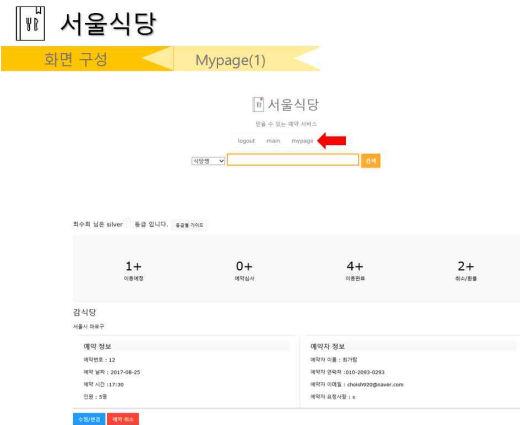 서울식당
화면 구성
Mypage(1)
서울식당
믿을 수 있는 예약 서비스
logout main mypage
식당명 검색
최수희 님은 silver 등급 입니다. 등급별 가이드
1+ 0+ 4+ 2+
이용예정 예약심사 이용완료 취소/환불
감식당
서울시 마포구
예약 정보
예약번호 : 12
예약 날짜 : 2017-08-25
예약 시간 :17:30
인원 : 5명
예약자 정보
예약자 이름 : 최가람
예약자 연락처 :010-2093-0293
예약자 이메일 : choish920@naver.com
예약자 요청사항 : x
수정/변경 예약 취소